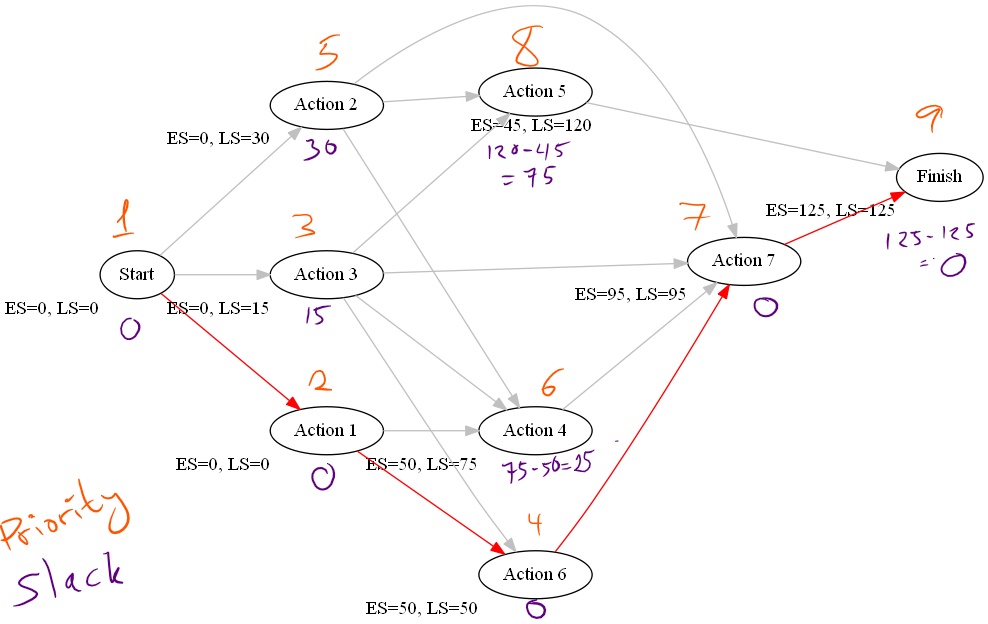 5
Action 2
ES=0, LS=30
30
8
Action 5
ES=45, LS=120
120-45
= 75
9
Finish
ES=125, LS=125
125-125
= 0
1
Start
ES=0, LS=0
0
3
Action 3
ES=0, LS=15
15
7
Action 7
ES=95, LS=95
0
2
Action 1
ES=0, LS=0
0
6
Action 4
ES=50, LS=75
75-50=25
4
Action 6
ES=50, LS=50
0
Priority
Slack